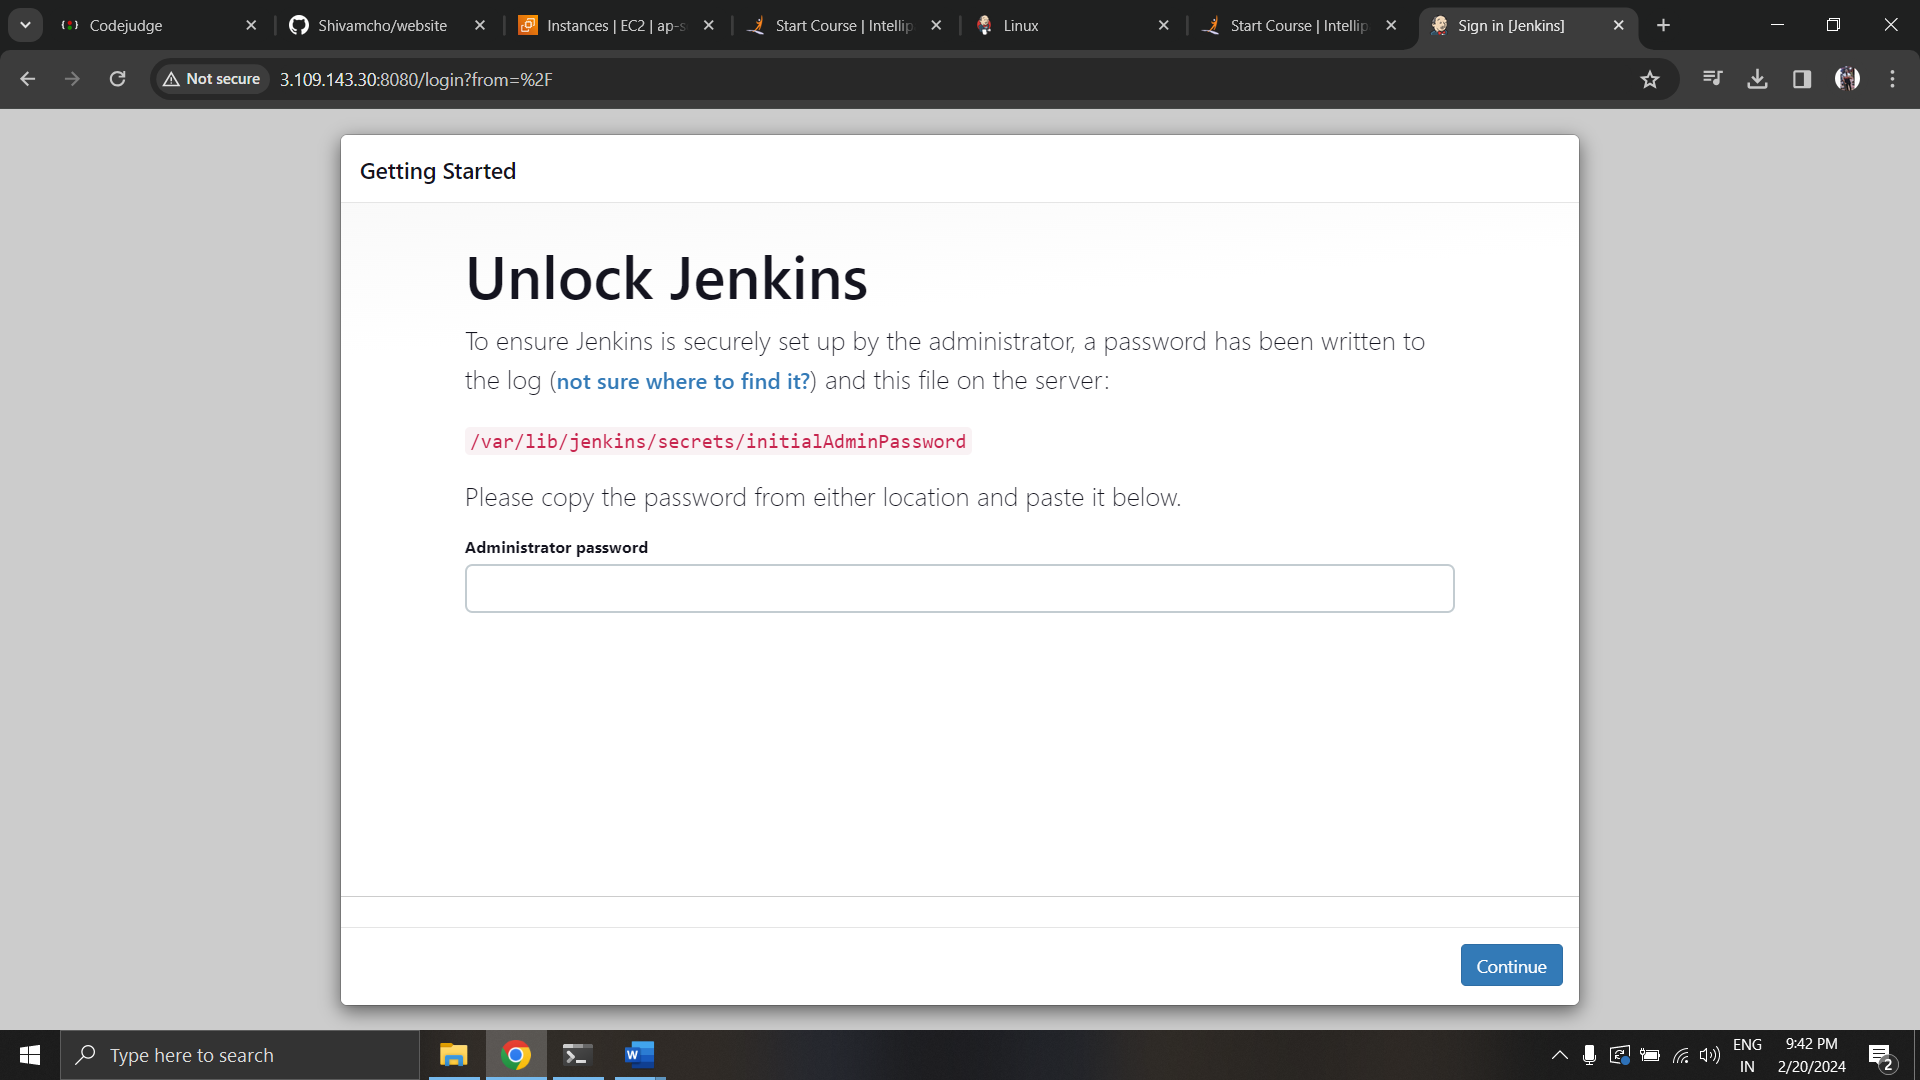 Codejudge
Shivamcho/website
Instances | EC2 | ap-s
Start Course | Intellip
Linux
Start Course | Intellip
Sign in [Jenkins]
Not secure
3.109.143.30:8080/login?from=%2F
Getting Started
Unlock Jenkins
To ensure Jenkins is securely set up by the administrator, a password has been written to
the log (not sure where to find it?) and this file on the server:
/var/lib/jenkins/secrets/initialAdminPassword
Please copy the password from either location and paste it below.
Administrator password
Continue
Type here to search
ENG
IN
9:42 PM
2/20/2024
2